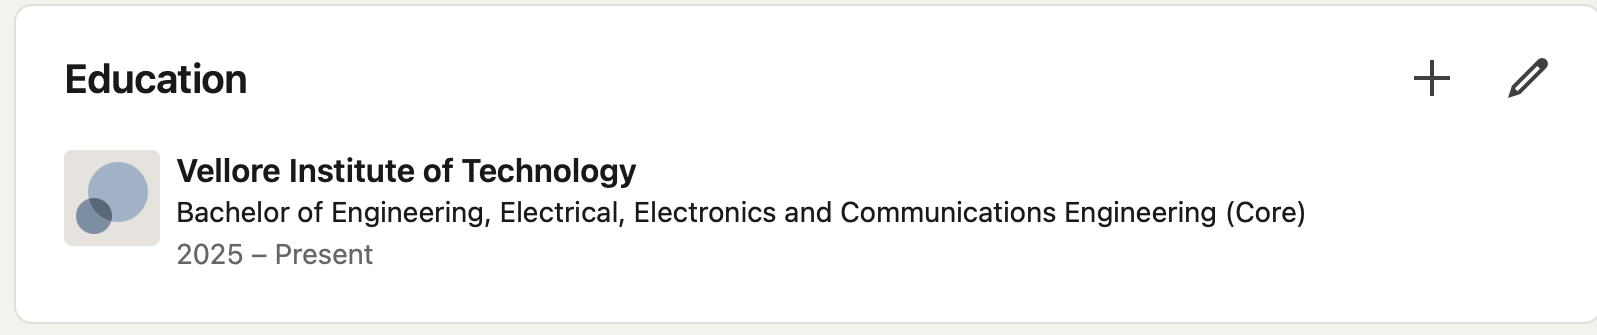 Education
Vellore Institute of Technology
Bachelor of Engineering, Electrical, Electronics and Communications Engineering (Core)
2025 – Present